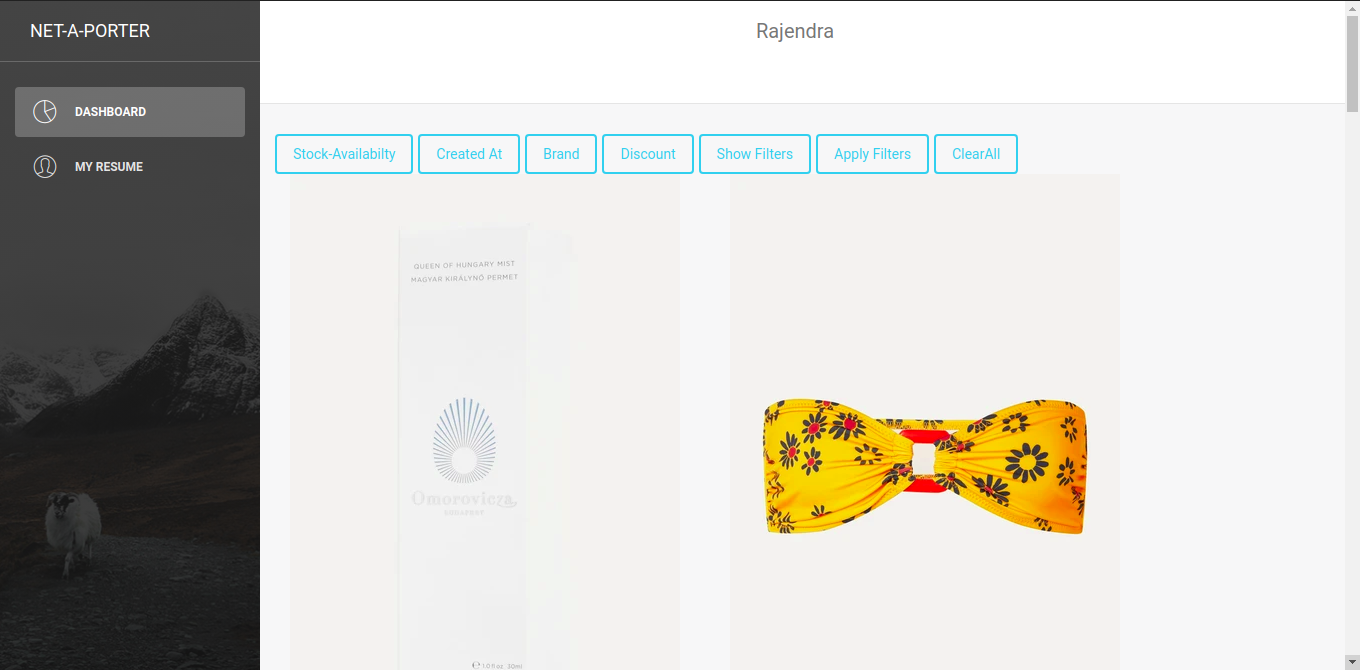 NET-A-PORTER
Rajendra
DASHBOARD
MY RESUME
Stock-Availabilty Created At Brand Discount Show Filters Apply Filters ClearAll
QUEEN OF HUNGARY MIST
MAGYAR KIRÁLYNŐ PERMET
Omorovicza
BUDAPEST
℮ 1.0 fl oz. 30ml